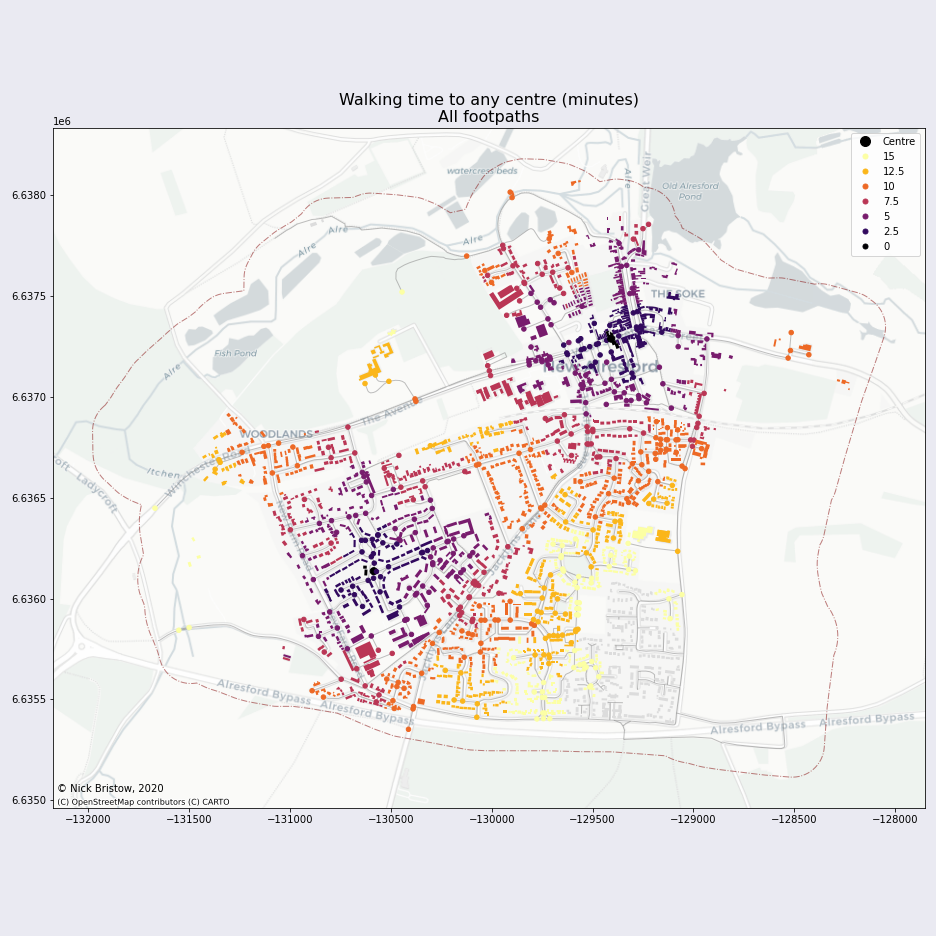 Walking time to any centre (minutes)
All footpaths
1e6
Centre
15
12.5
10
7.5
5
2.5
0
6.6380
6.6375
6.6370
6.6365
6.6360
6.6355
6.6350
watercress beds
Alre
Great Weir
Old Alresford
Pond
Alre
Alre
Alre
THE SOKE
Fish Pond
Alre
New Alresford
The Avenue
WOODLANDS
Winchester Road
Itchen
Ladycroft
Alresford Bypass
Alresford Bypass
Alresford Bypass
Alresford Bypass
© Nick Bristow, 2020
(C) OpenStreetMap contributors (C) CARTO
−132000
−131500
−131000
−130500
−130000
−129500
−129000
−128500
−128000